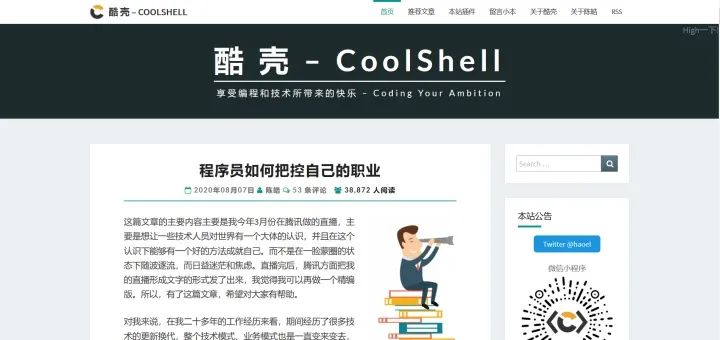 酷壳 – COOLSHELL
首页
推荐文章
本站插件
留言小本
关于酷壳
关于陈皓
RSS
High一下!
酷 壳 – CoolShell
享受编程和技术所带来的快乐 – Coding Your Ambition
程序员如何把控自己的职业
2020年08月07日 陈皓 53 条评论 38,872 人阅读
这篇文章的主要内容主要是我今年3月份在腾讯做的直播，主
要是想让一些技术人员对世界有一个大体的认识，并且在这个
认识下能够有一个好的方法成就自己。而不是在一脸蒙圈的状
态下随波逐流，而日益迷茫和焦虑。直播完后，腾讯方面把我
的直播形成文字的形式发了出来，我觉得我可以再做一个精编
版。所以，有了这篇文章，希望对大家有帮助。
对我来说，在我二十多年的工作经历来看，期间经历了很多技
术的更新换代，整个技术模式、业务模式也是一直变来变去，
Search …
本站公告
Twitter @haoel
微信小程序